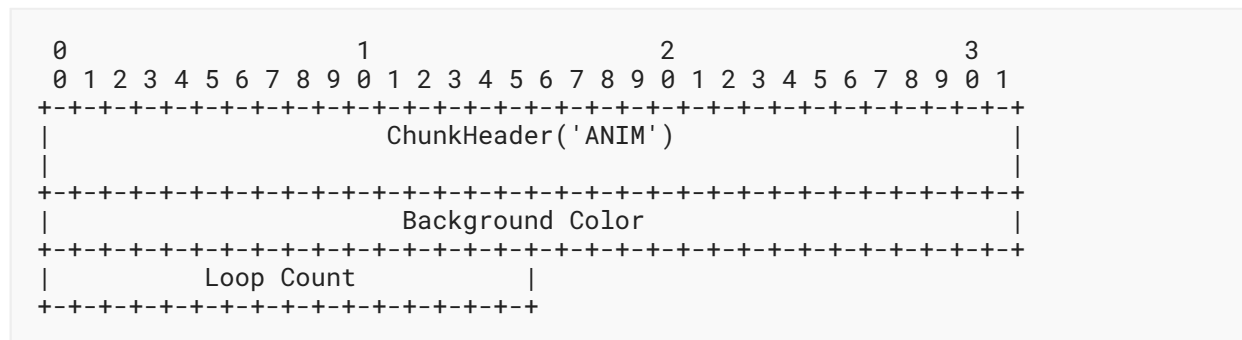 0                   1                   2                   3
 0 1 2 3 4 5 6 7 8 9 0 1 2 3 4 5 6 7 8 9 0 1 2 3 4 5 6 7 8 9 0 1
+-+-+-+-+-+-+-+-+-+-+-+-+-+-+-+-+-+-+-+-+-+-+-+-+-+-+-+-+-+-+-+-+
|                      ChunkHeader('ANIM')                      |
|                                                               |
+-+-+-+-+-+-+-+-+-+-+-+-+-+-+-+-+-+-+-+-+-+-+-+-+-+-+-+-+-+-+-+-+
|                       Background Color                        |
+-+-+-+-+-+-+-+-+-+-+-+-+-+-+-+-+-+-+-+-+-+-+-+-+-+-+-+-+-+-+-+-+
|          Loop Count           |
+-+-+-+-+-+-+-+-+-+-+-+-+-+-+-+-+